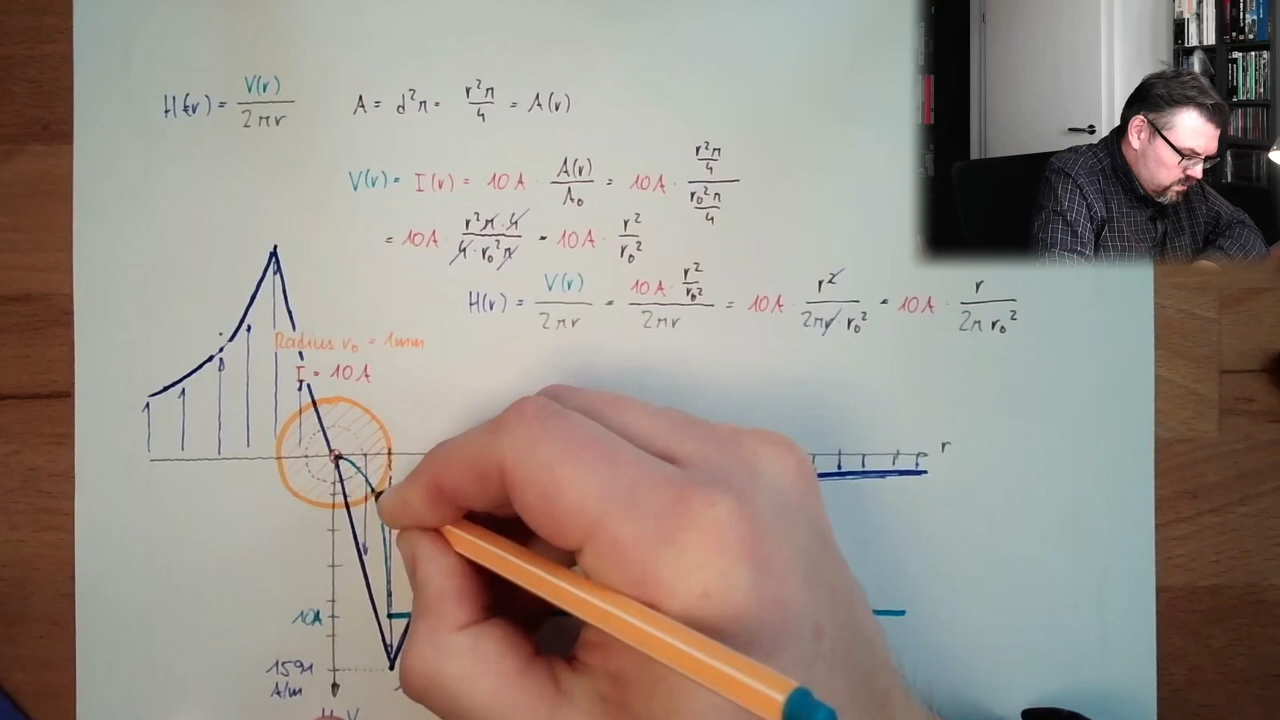 H(r) = V(r) / 2πr    A = d²π = r²π / 4 = A(r)
V(r) = I(r) = 10A · A(r) / A₀ = 10A · (r²π / 4) / (r₀²π / 4)
= 10A · r²π · 4 / 4 · r₀²π = 10A · r² / r₀²
H(r) = V(r) / 2πr = 10A · (r² / r₀²) / 2πr = 10A · r² / 2πr · r₀² = 10A · r / 2π r₀²
Radius r₀ = 1mm
I = 10A
r
10A
1591
A/m